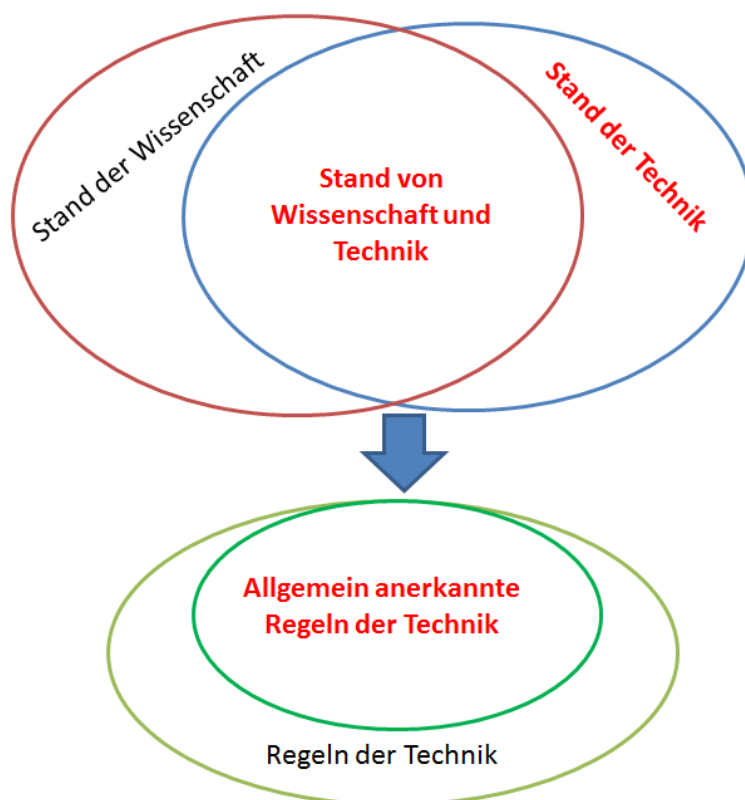 Stand der Wissenschaft
Stand der Technik
Stand von
Wissenschaft und
Technik
Allgemein anerkannte
Regeln der Technik
Regeln der Technik